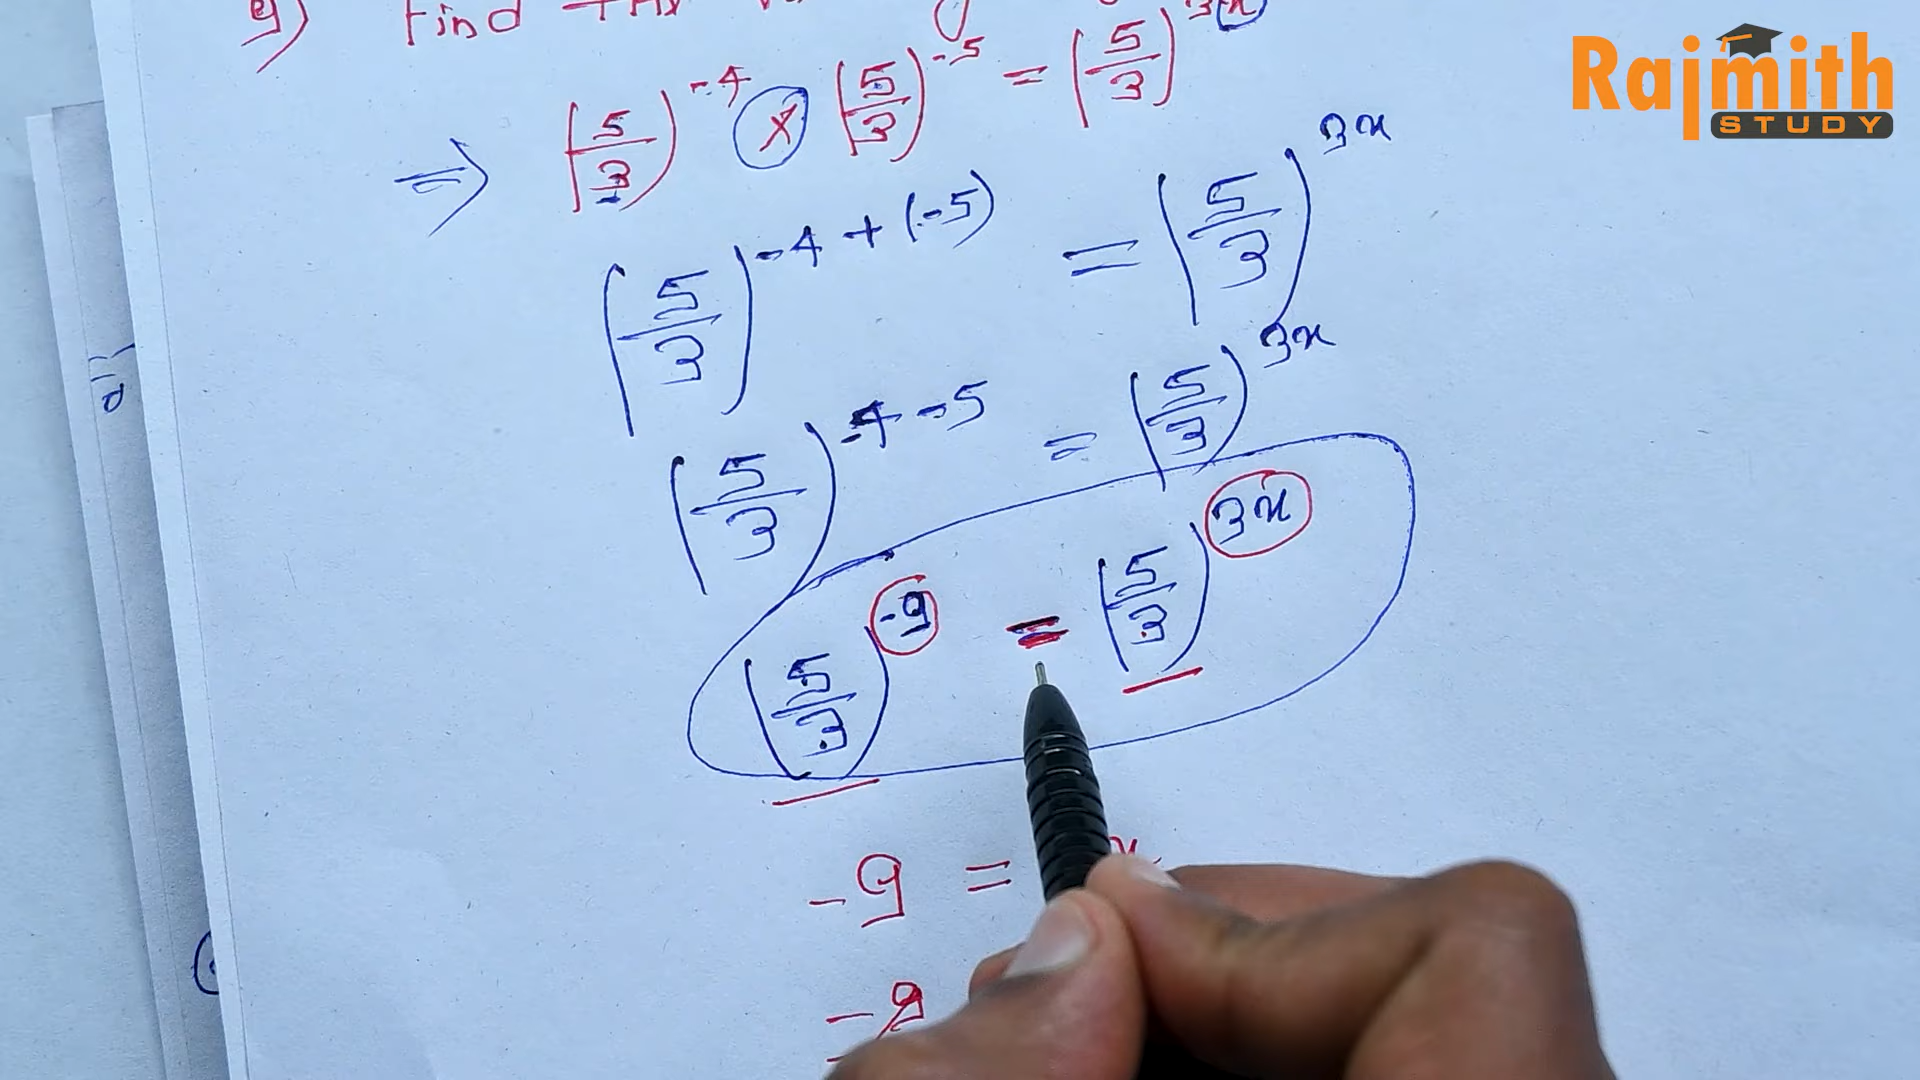 Find
(5/3)^-4 × (5/3)^-5 = (5/3)^3x
⇒ (5/3)^-4+(-5) = (5/3)^3x
(5/3)^-4-5 = (5/3)^3x
(5/3)^-9 = (5/3)^3x
-9 =
-9
Rajmith
STUDY